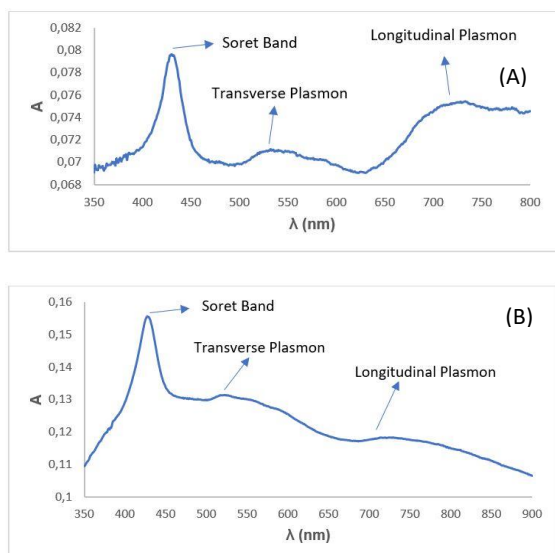 0,082
0,08
0,078
0,076
0,074
0,072
0,07
0,068
A
Soret Band
Transverse Plasmon
Longitudinal Plasmon
(A)
350 400 450 500 550 600 650 700 750 800
λ (nm)
0,16
0,15
0,14
0,13
0,12
0,11
0,1
A
Soret Band
Transverse Plasmon
Longitudinal Plasmon
(B)
350 400 450 500 550 600 650 700 750 800 850 900
λ (nm)